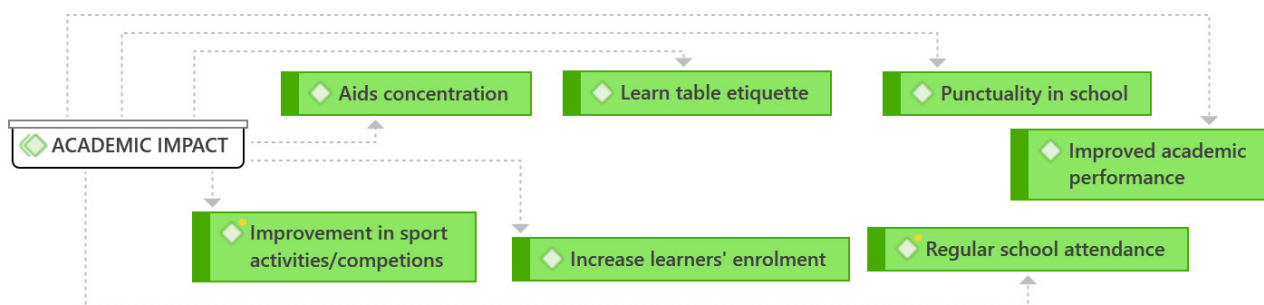 Aids concentration
Learn table etiquette
Punctuality in school
ACADEMIC IMPACT
Improved academic
performance
Improvement in sport
activities/competions
Increase learners' enrolment
Regular school attendance